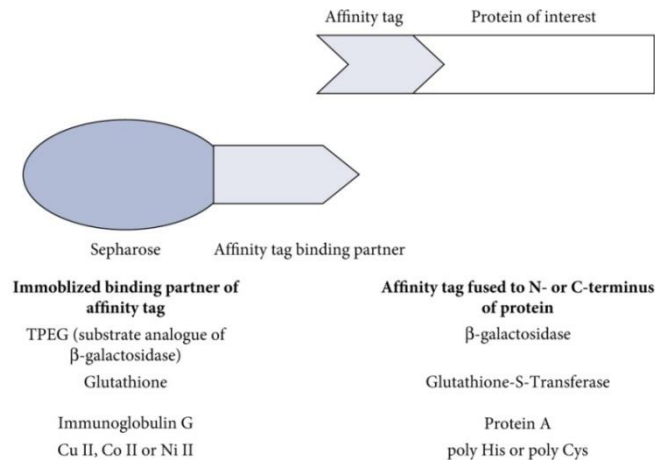 Affinity tag
Protein of interest
Sepharose
Affinity tag binding partner
Immoblized binding partner of
affinity tag
Affinity tag fused to N- or C-terminus
of protein
TPEG (substrate analogue of
β-galactosidase)
β-galactosidase
Glutathione
Glutathione-S-Transferase
Immunoglobulin G
Protein A
Cu II, Co II or Ni II
poly His or poly Cys